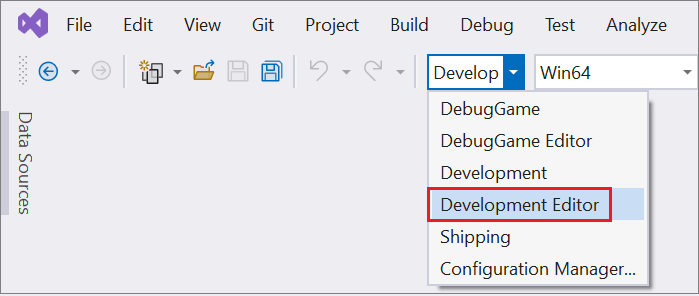 File Edit View Git Project Build Debug Test Analyze
Develop Win64
DebugGame
DebugGame Editor
Development
Development Editor
Shipping
Configuration Manager...
Data Sources